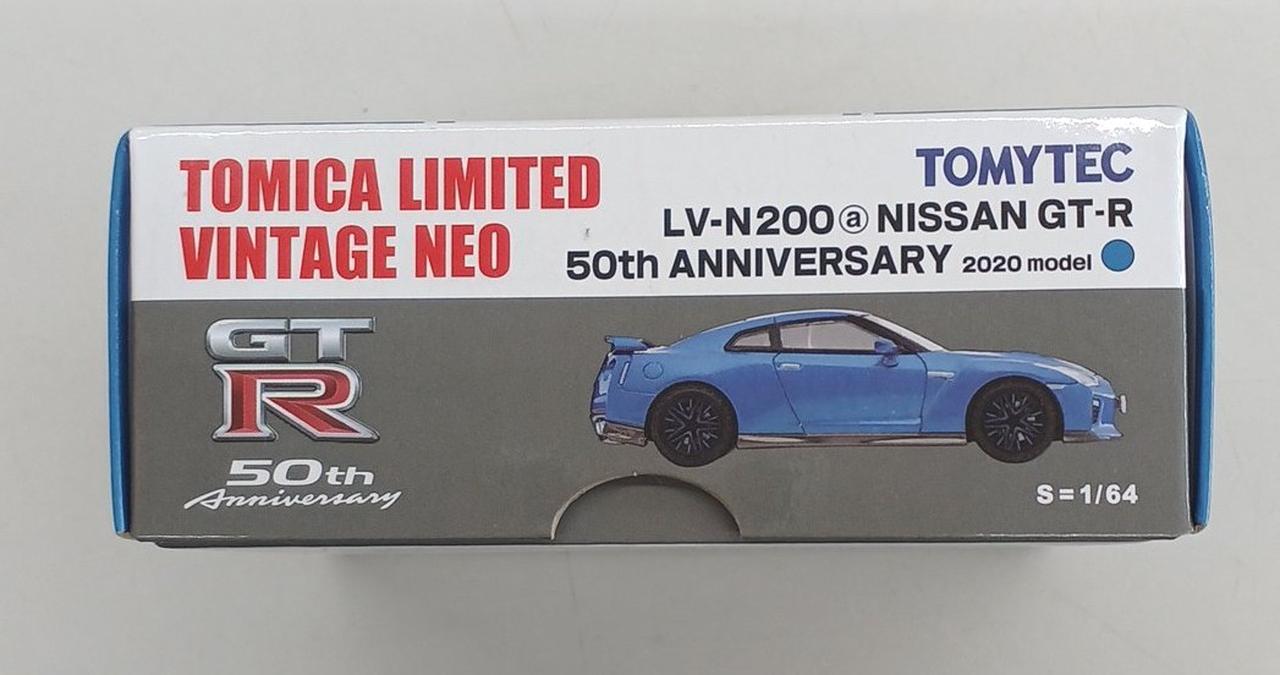 TOMICA LIMITED
VINTAGE NEO
TOMYTEC
LV-N200ⓐ NISSAN GT-R
50th ANNIVERSARY 2020 model
GT
R
50th
Anniversary
S=1/64